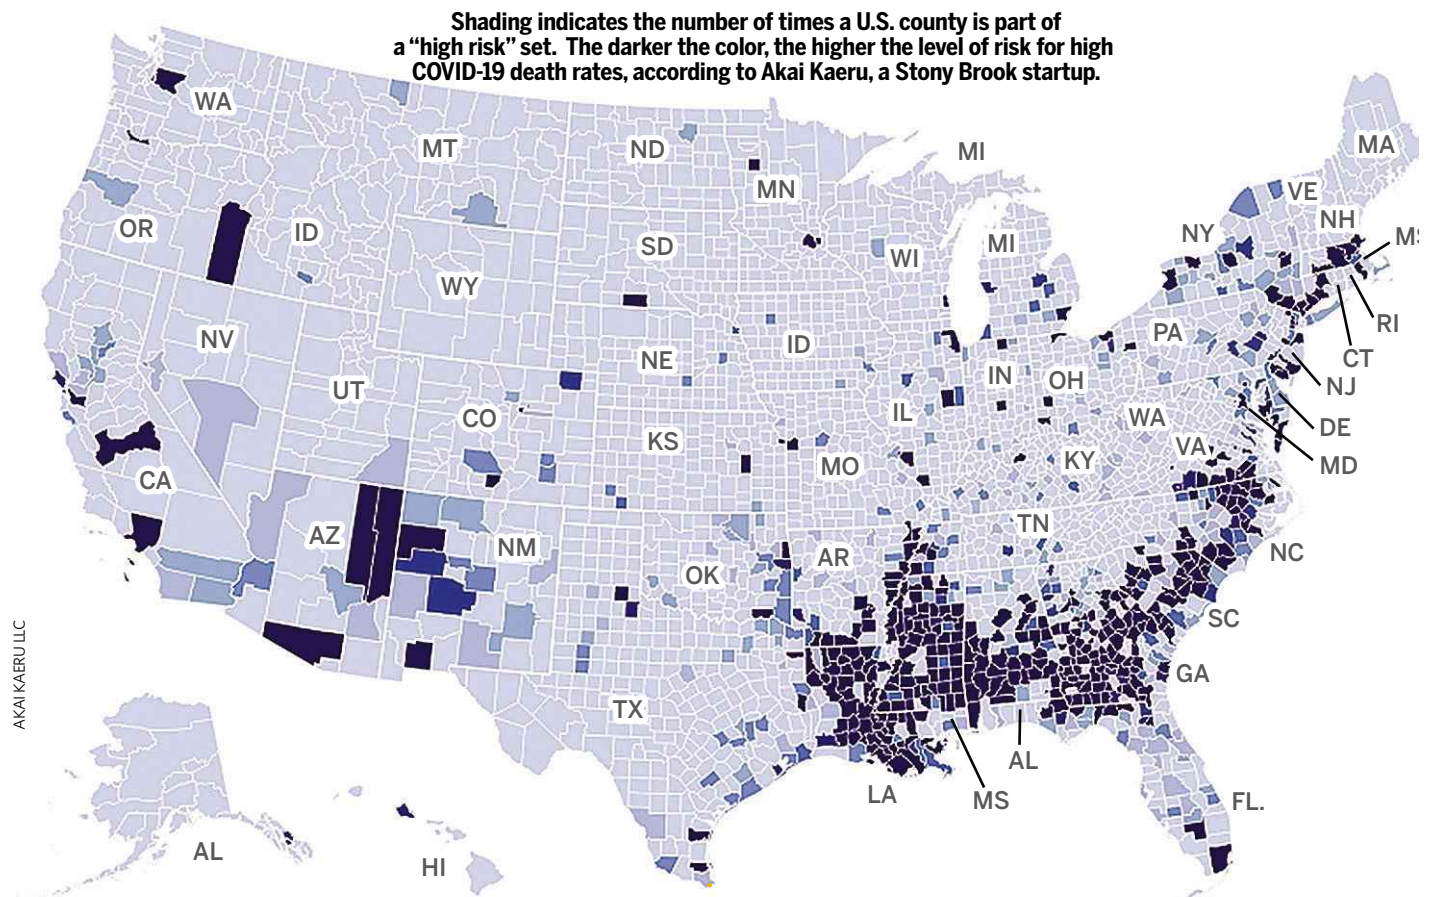 Shading indicates the number of times a U.S. county is part of
a “high risk” set. The darker the color, the higher the level of risk for high
COVID-19 death rates, according to Akai Kaeru, a Stony Brook startup.
WA
MT
ND
MN
MI
MA
VE
NH
NY
MS
OR
ID
SD
WI
MI
WY
RI
NV
NE
ID
PA
CT
UT
CO
IN
OH
NJ
IL
WA
DE
KS
MO
KY
VA
MD
CA
AZ
NM
OK
AR
TN
NC
SC
GA
TX
AL
LA
MS
FL.
AL
HI
AKAI KAERU LLC